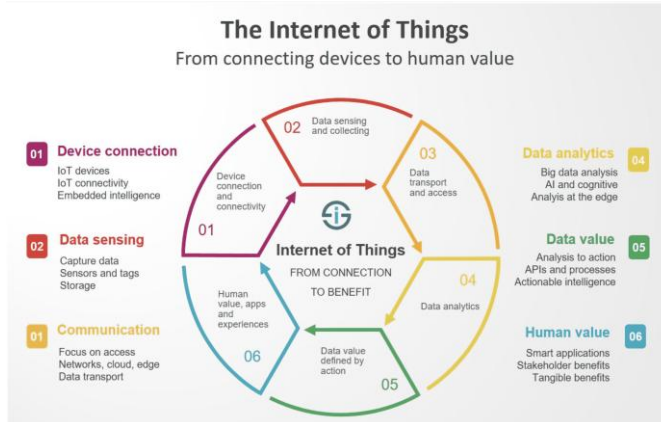 The Internet of Things
From connecting devices to human value
01 Device connection
IoT devices
IoT connectivity
Embedded intelligence
02 Data sensing
Capture data
Sensors and tags
Storage
01 Communication
Focus on access
Networks, cloud, edge
Data transport
01
Device
connection
and
connectivity
02
Data sensing
and collecting
03
Data
transport
and access
04
Data analytics
05
Data value
defined by
action
06
Human
value, apps
and
experiences
Internet of Things
FROM CONNECTION
TO BENEFIT
Data analytics 04
Big data analysis
AI and cognitive
Analyis at the edge
Data value 05
Analysis to action
APIs and processes
Actionable intelligence
Human value 06
Smart applications
Stakeholder benefits
Tangible benefits